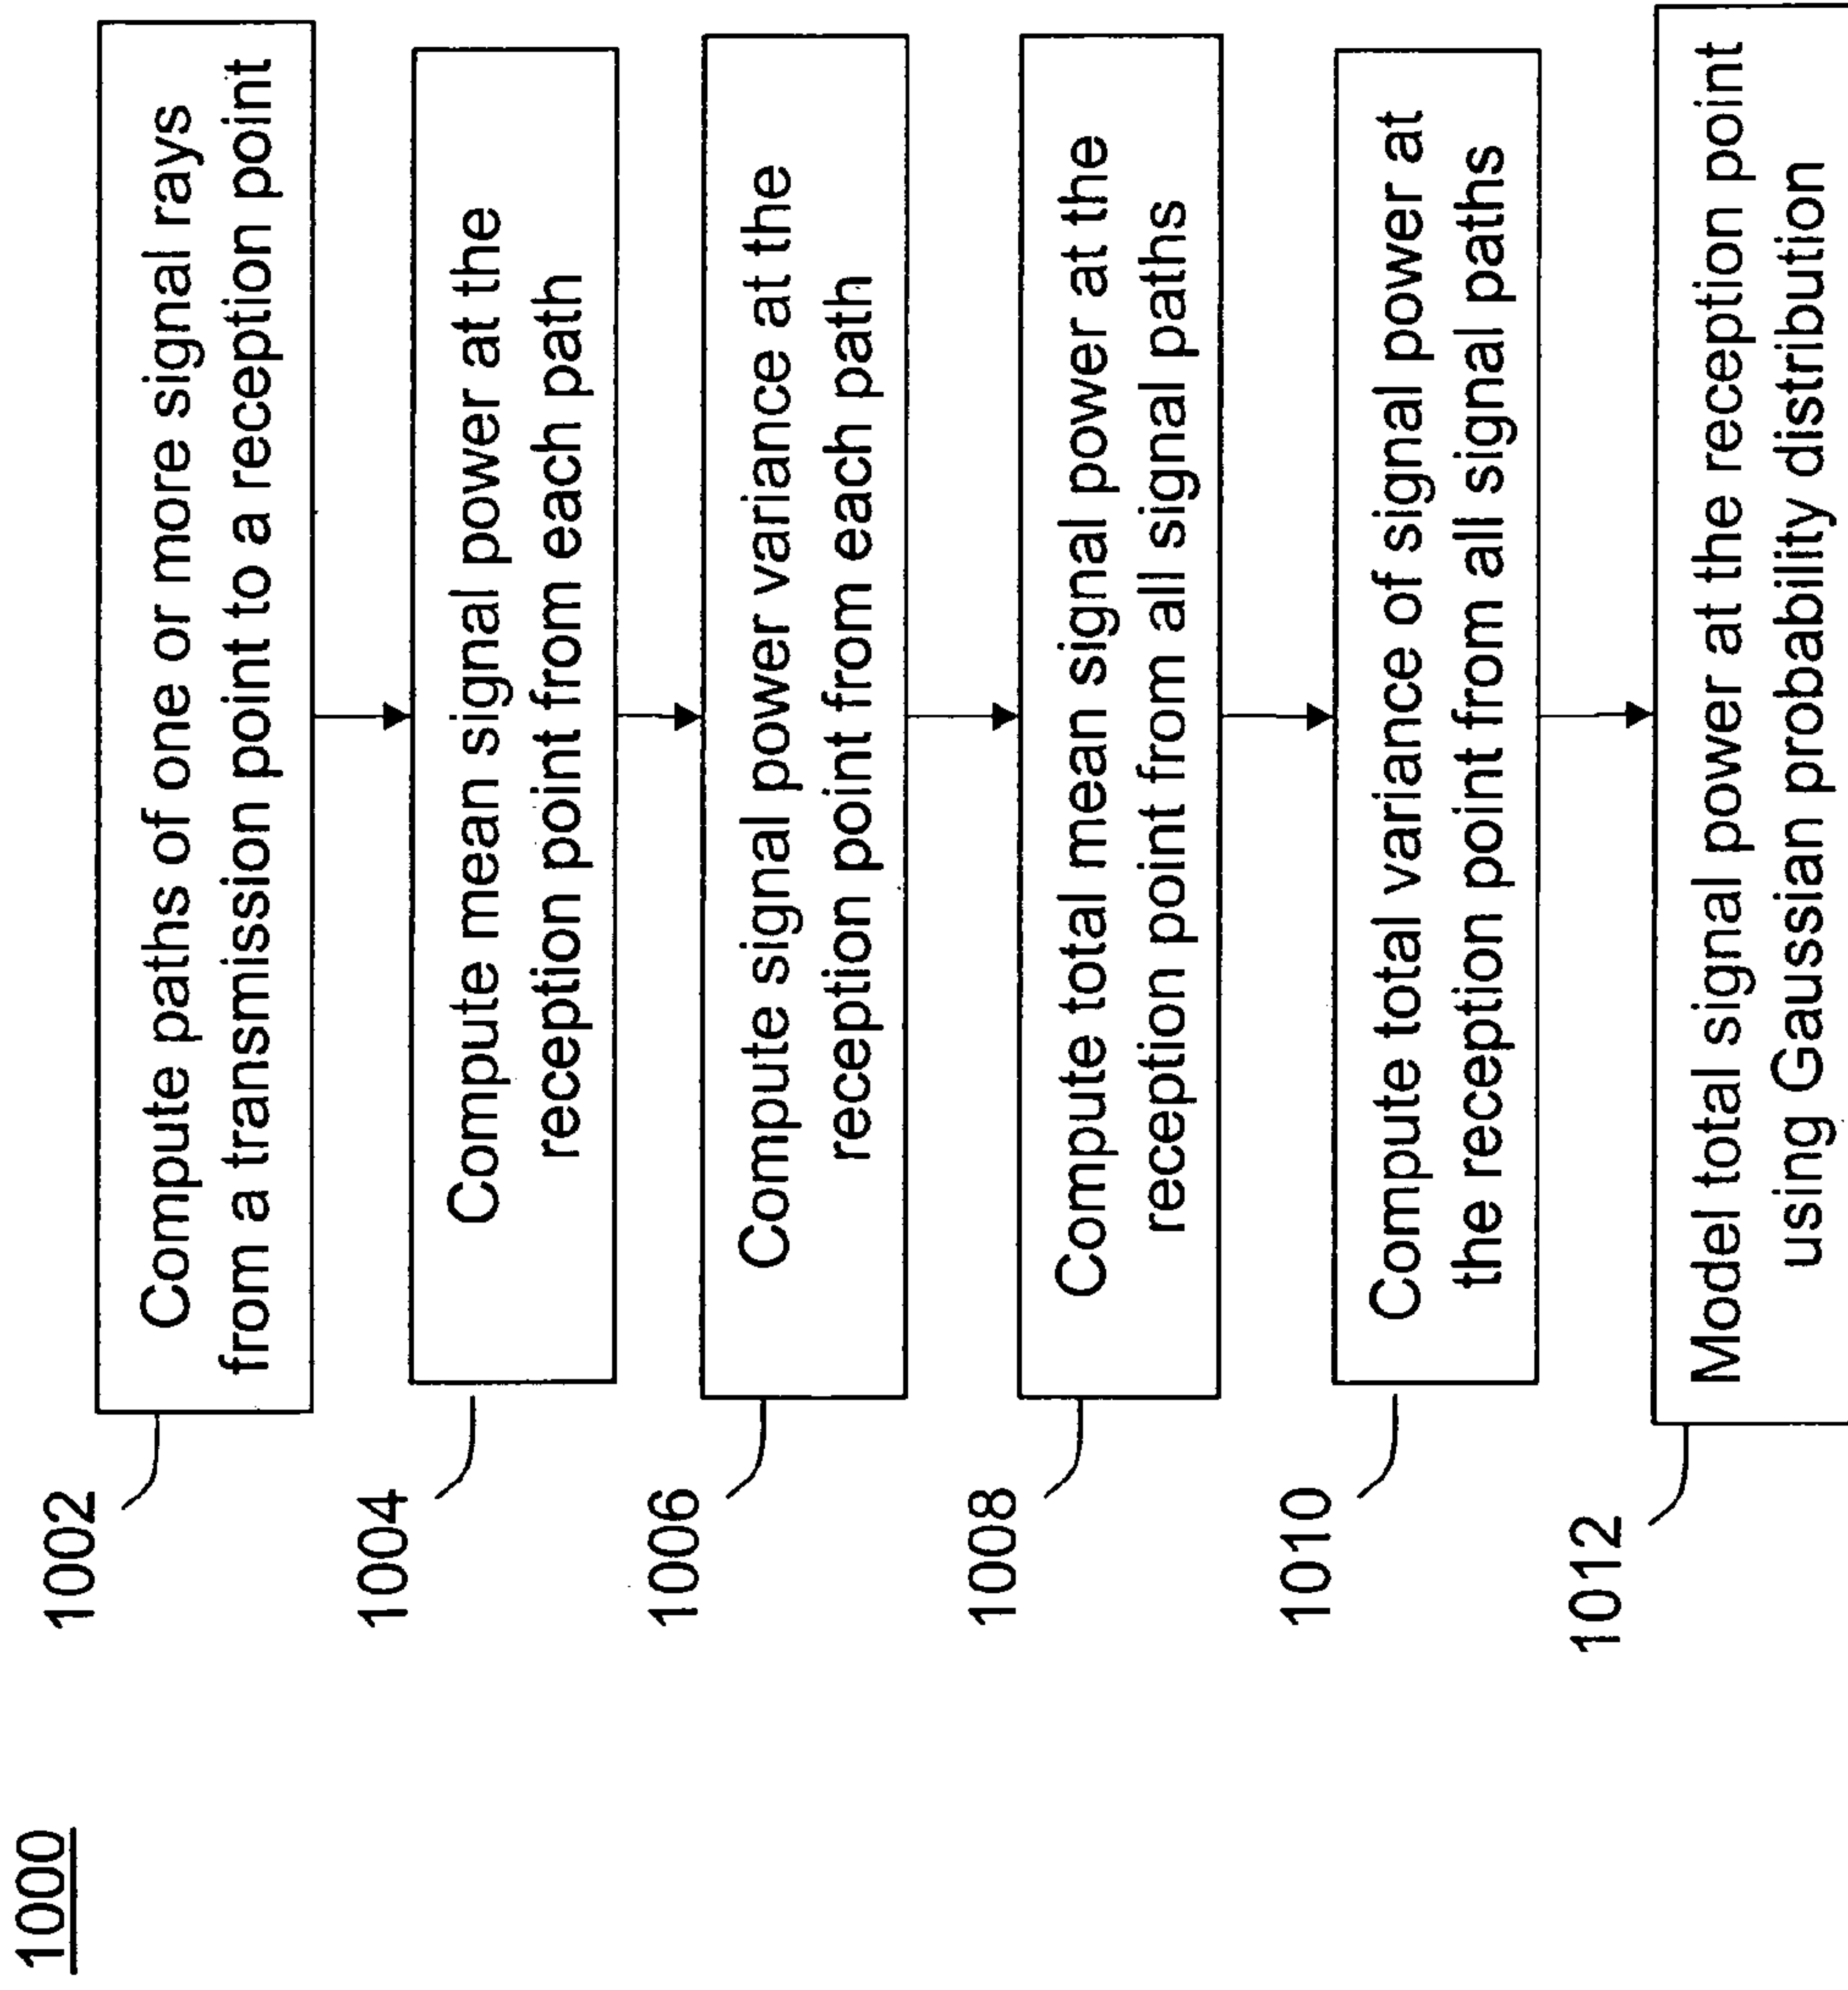 1000
1002
Compute paths of one or more signal rays
from a transmission point to a reception point
1004
Compute mean signal power at the
reception point from each path
1006
Compute signal power variance at the
reception point from each path
1008
Compute total mean signal power at the
reception point from all signal paths
1010
Compute total variance of signal power at
the reception point from all signal paths
1012
Model total signal power at the reception point
using Gaussian probability distribution